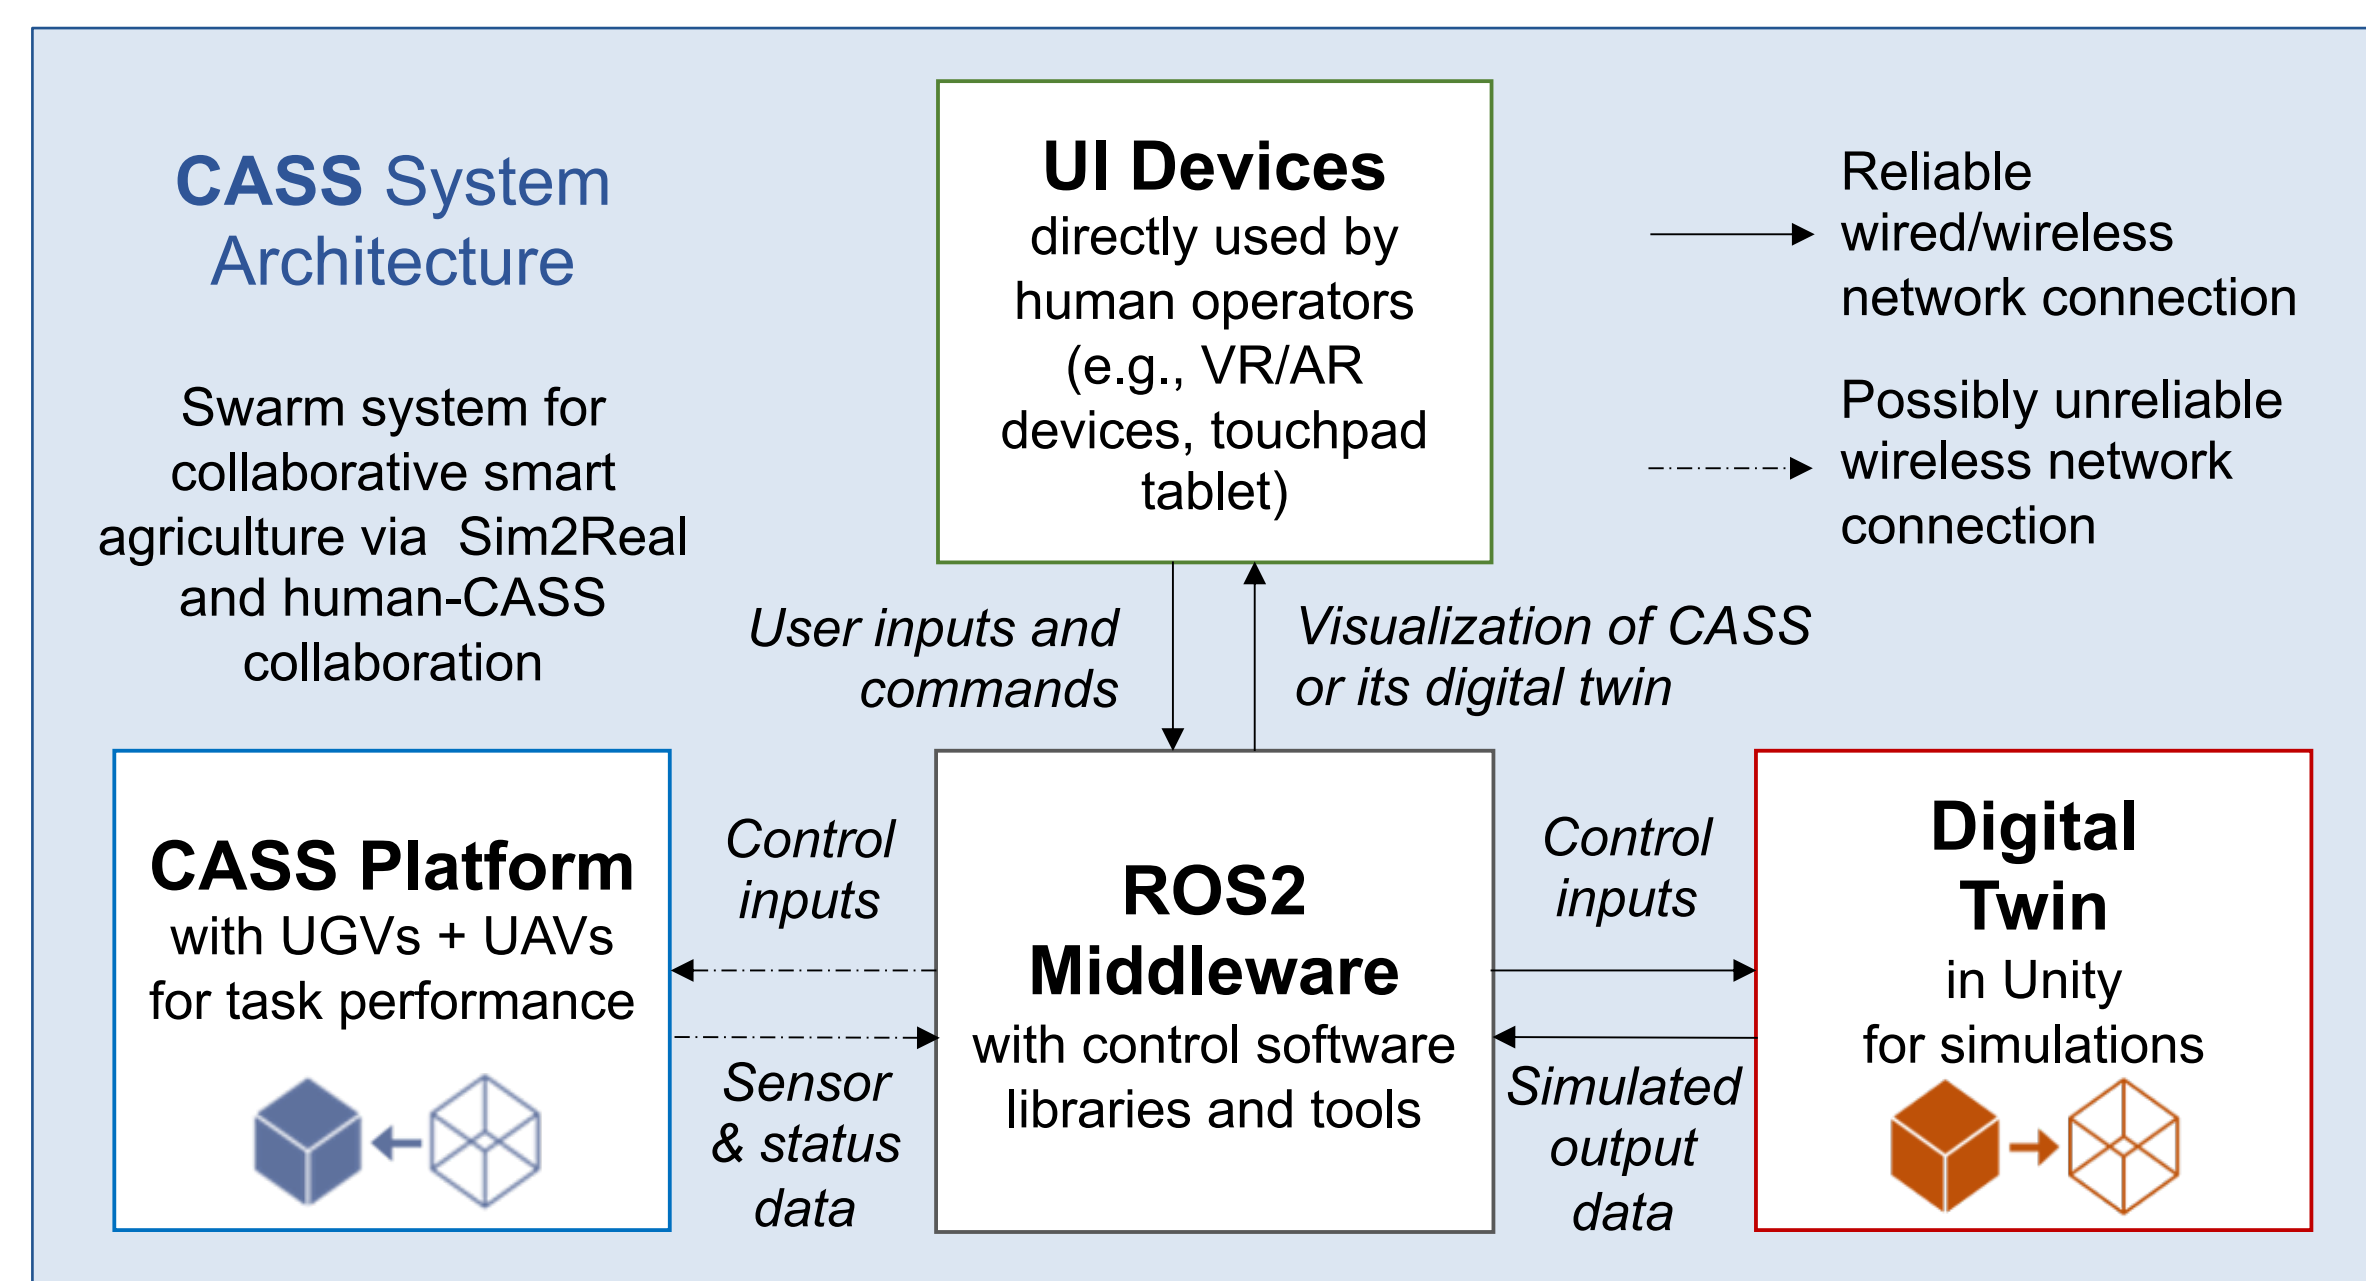 CASS System
Architecture
Swarm system for
collaborative smart
agriculture via  Sim2Real
and human-CASS
collaboration
UI Devices
directly used by
human operators
(e.g., VR/AR
devices, touchpad
tablet)
Reliable
wired/wireless
network connection
Possibly unreliable
wireless network
connection
User inputs and
commands
Visualization of CASS
or its digital twin
CASS Platform
with UGVs + UAVs
for task performance
Control
inputs
Sensor
& status
data
ROS2
Middleware
with control software
libraries and tools
Control
inputs
Simulated
output
data
Digital
Twin
in Unity
for simulations